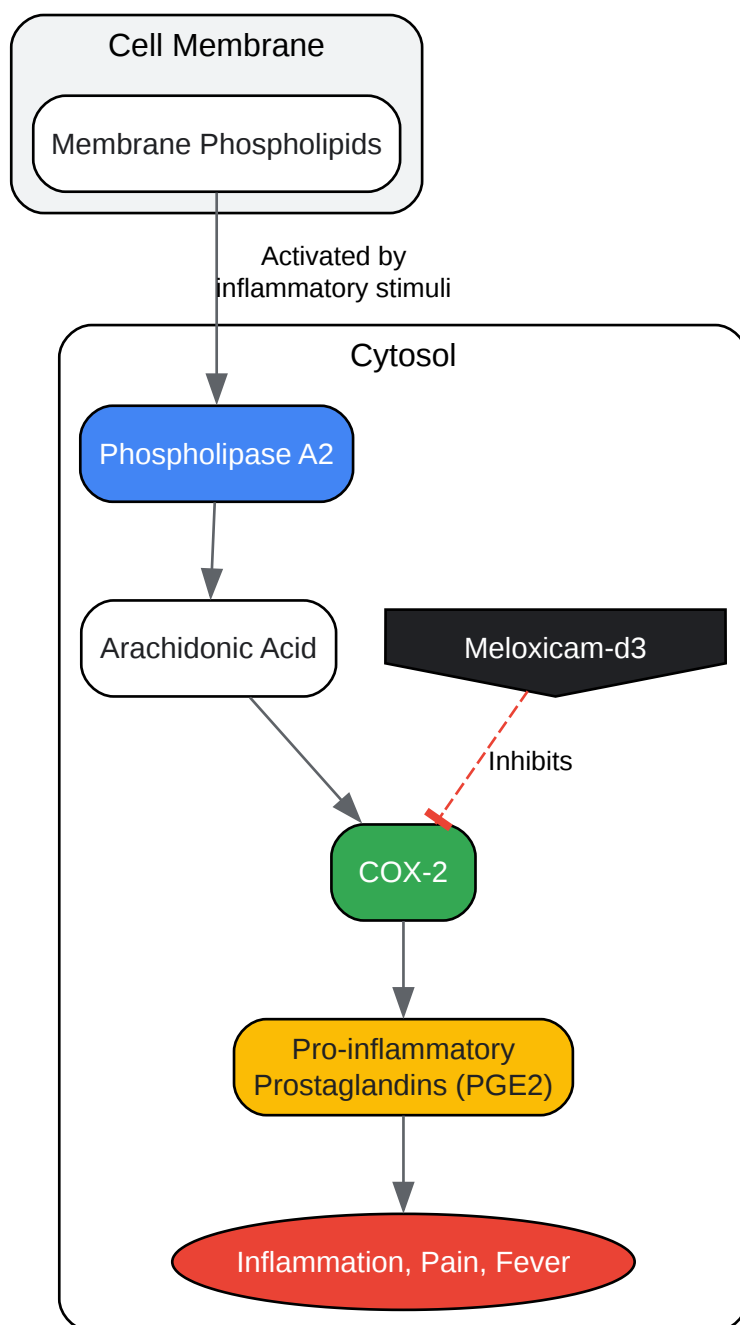 Cell Membrane
Membrane Phospholipids
Activated by
inflammatory stimuli
Cytosol
Phospholipase A2
Arachidonic Acid
Meloxicam-d3
Inhibits
COX-2
Pro-inflammatory
Prostaglandins (PGE2)
Inflammation, Pain, Fever